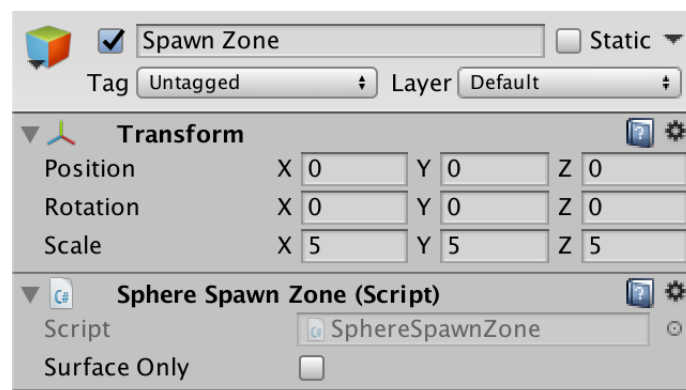 Spawn Zone Static
Tag Untagged Layer Default
Transform
Position X 0 Y 0 Z 0
Rotation X 0 Y 0 Z 0
Scale X 5 Y 5 Z 5
C# Sphere Spawn Zone (Script)
Script SphereSpawnZone
Surface Only